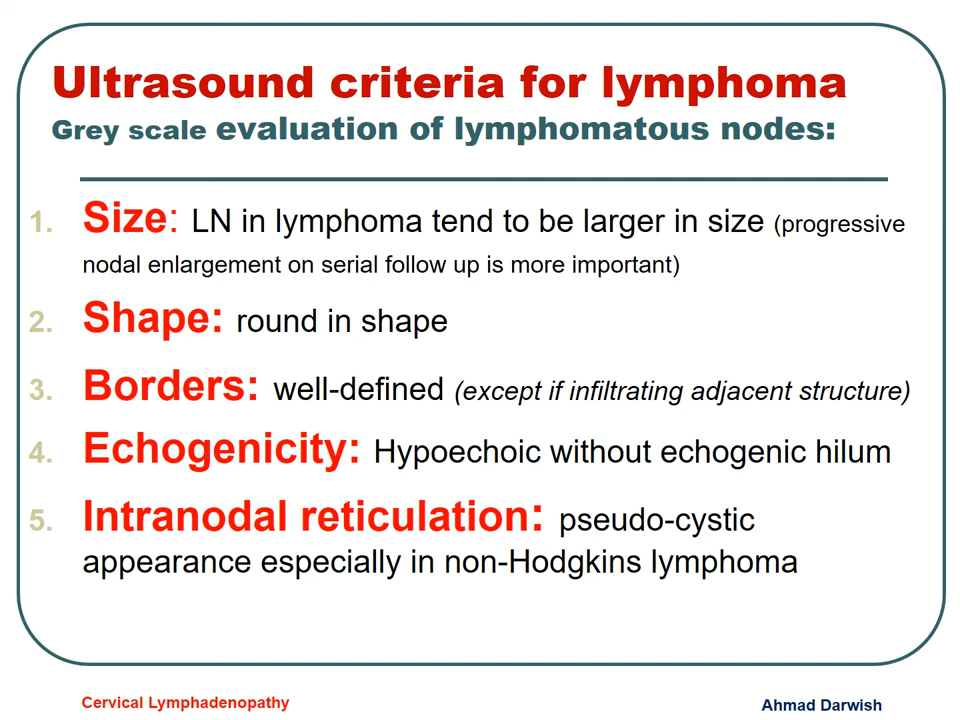 Ultrasound criteria for lymphoma
Grey scale evaluation of lymphomatous nodes:
1. Size: LN in lymphoma tend to be larger in size (progressive
nodal enlargement on serial follow up is more important)
2. Shape: round in shape
3. Borders: well-defined (except if infiltrating adjacent structure)
4. Echogenicity: Hypoechoic without echogenic hilum
5. Intranodal reticulation: pseudo-cystic
appearance especially in non-Hodgkins lymphoma
Cervical Lymphadenopathy
Ahmad Darwish